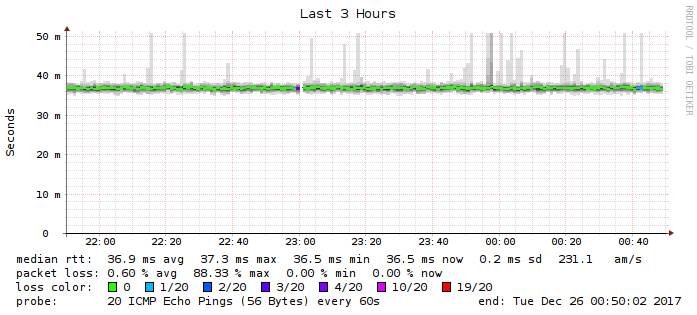 Last 3 Hours
RRDTOOL / TOBI OETIKER
Seconds
50 m
40 m
30 m
20 m
10 m
0
22:00 22:20 22:40 23:00 23:20 23:40 00:00 00:20 00:40
median rtt: 36.9 ms avg 37.3 ms max 36.5 ms min 36.5 ms now 0.2 ms sd 231.1 am/s
packet loss: 0.60 % avg 88.33 % max 0.00 % min 0.00 % now
loss color: 0 1/20 2/20 3/20 4/20 10/20 19/20
probe: 20 ICMP Echo Pings (56 Bytes) every 60s end: Tue Dec 26 00:50:02 2017